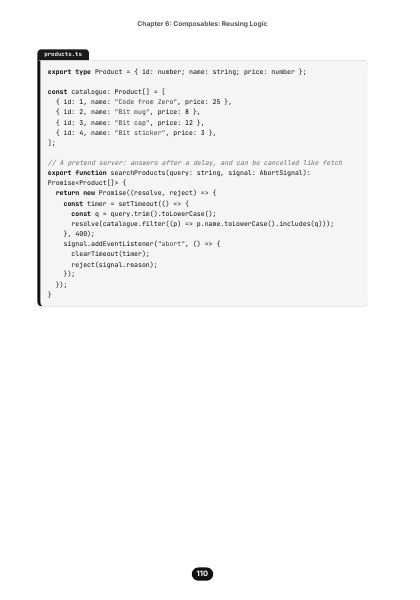 Chapter 6: Composables: Reusing Logic
products.ts
export type Product = { id: number; name: string; price: number };
const catalogue: Product[] = [
  { id: 1, name: "Code from Zero", price: 25 },
  { id: 2, name: "Bit mug", price: 8 },
  { id: 3, name: "Bit cap", price: 12 },
  { id: 4, name: "Bit sticker", price: 3 },
];
// A pretend server: answers after a delay, and can be cancelled like fetch
export function searchProducts(query: string, signal: AbortSignal):
Promise<Product[]> {
  return new Promise((resolve, reject) => {
    const timer = setTimeout(() => {
      const q = query.trim().toLowerCase();
      resolve(catalogue.filter((p) => p.name.toLowerCase().includes(q)));
    }, 400);
    signal.addEventListener("abort", () => {
      clearTimeout(timer);
      reject(signal.reason);
    });
  });
}
110